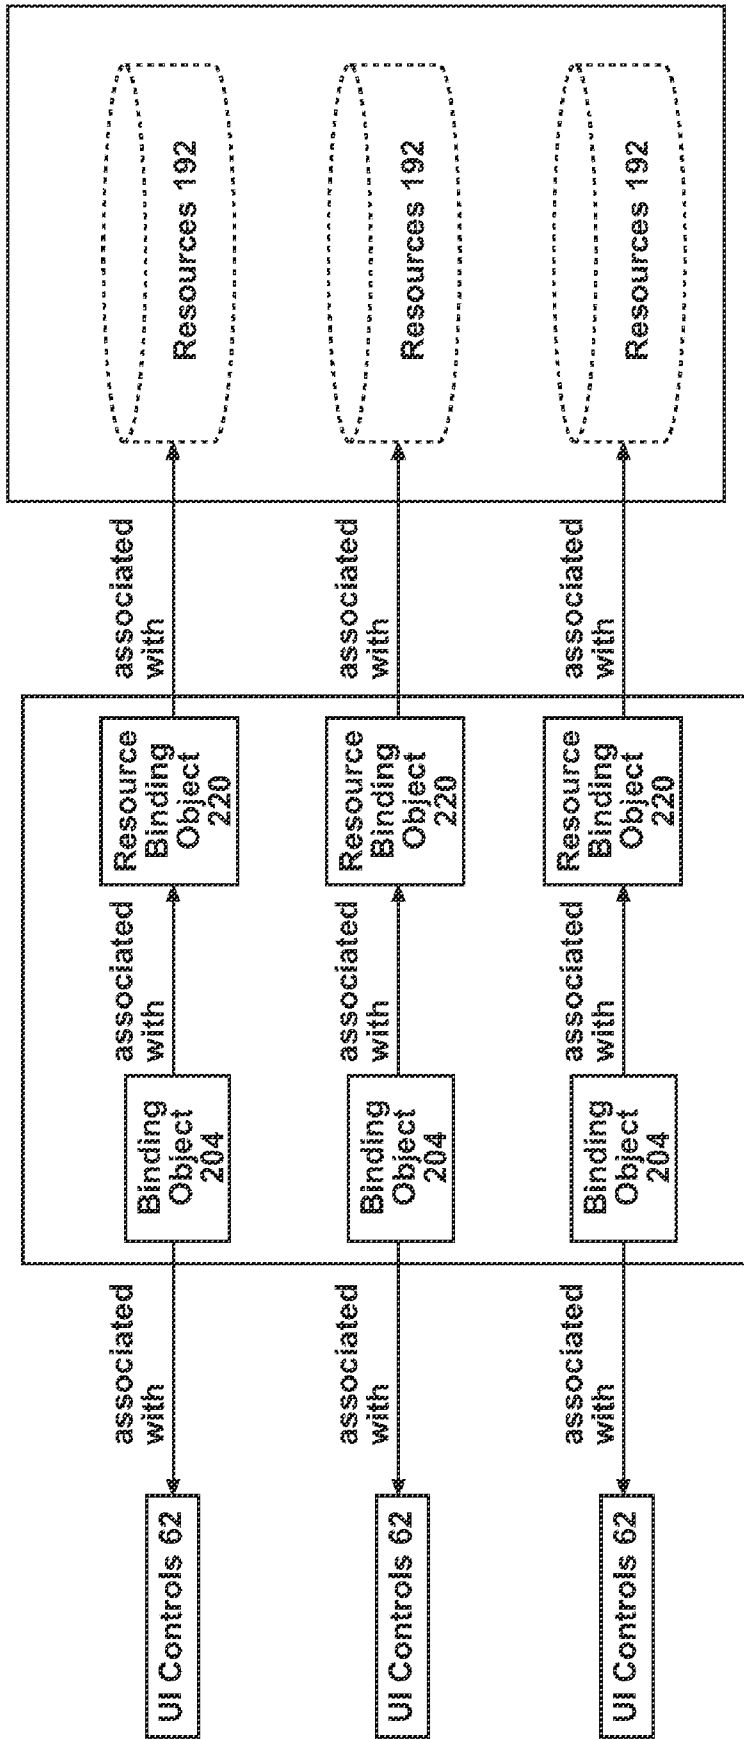 UI Controls 62
associated
with
Binding
Object
204
associated
with
Resource
Binding
Object
220
associated
with
Resources 192
UI Controls 62
associated
with
Binding
Object
204
associated
with
Resource
Binding
Object
220
associated
with
Resources 192
UI Controls 62
associated
with
Binding
Object
204
associated
with
Resource
Binding
Object
220
associated
with
Resources 192